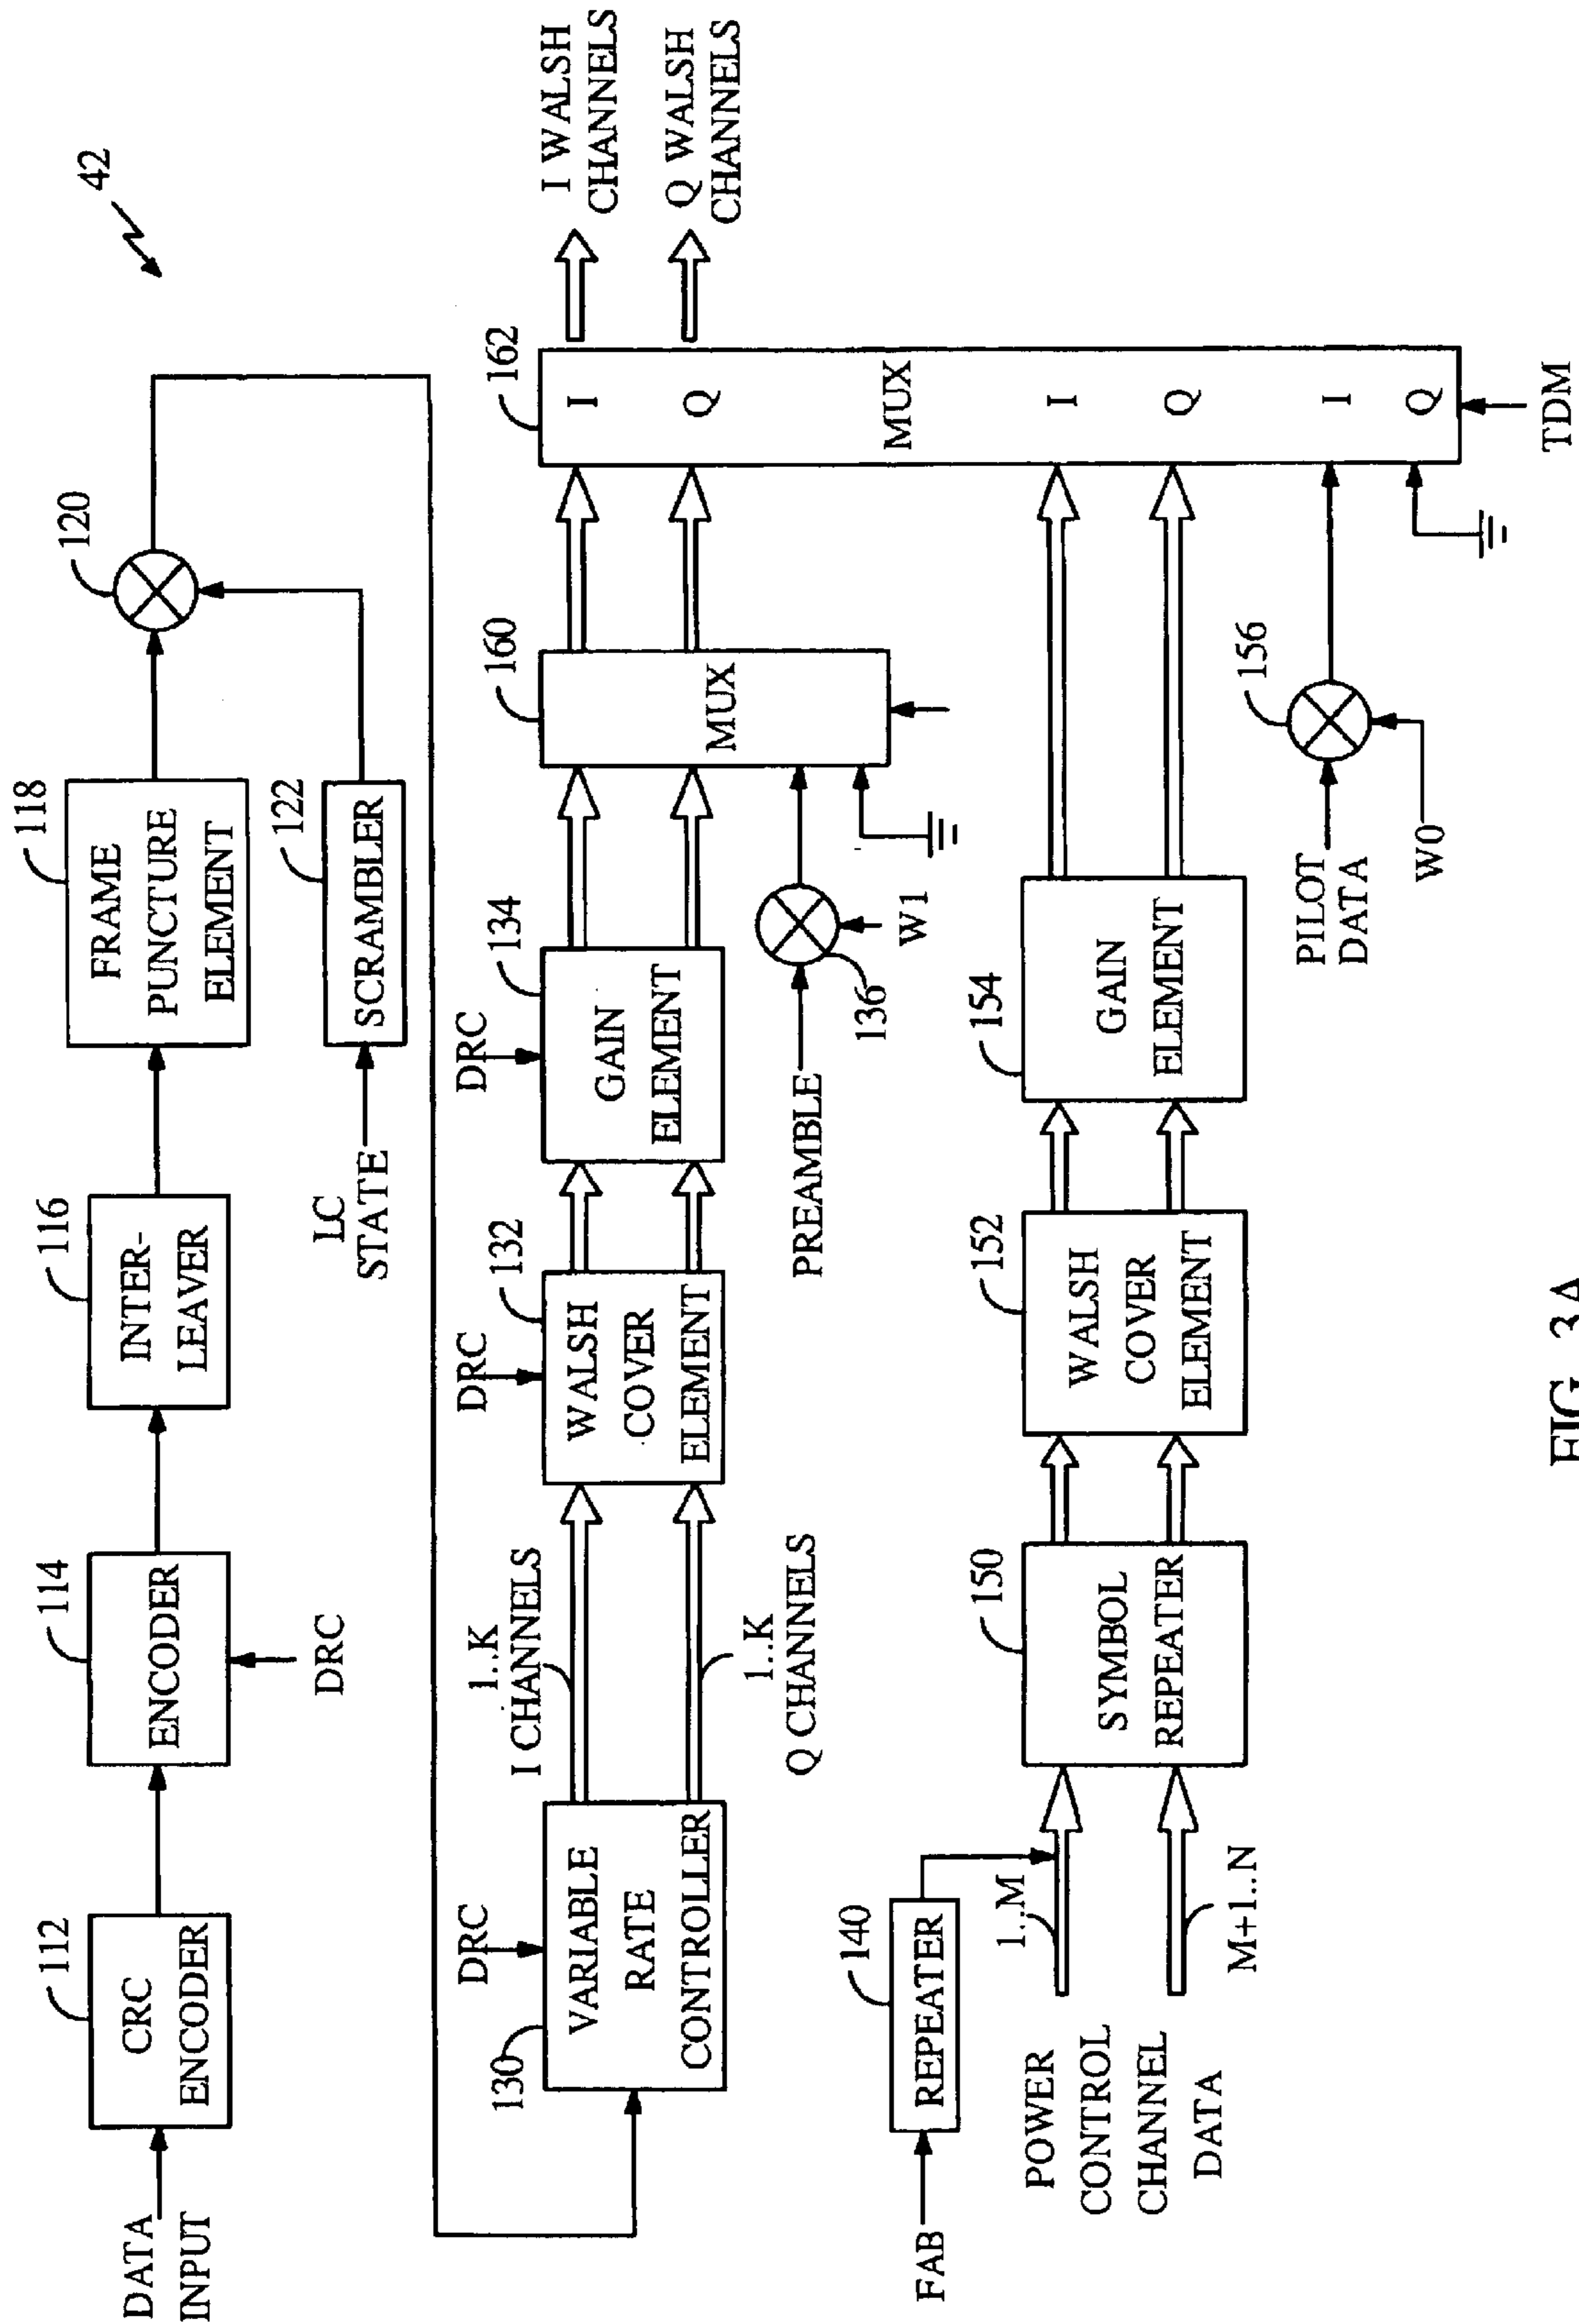 42
DATA
INPUT
112
CRC
ENCODER
114
ENCODER
DRC
116
INTER-
LEAVER
118
FRAME
PUNCTURE
ELEMENT
120
LC
STATE
122
SCRAMBLER
130
DRC
VARIABLE
RATE
CONTROLLER
1..K
I CHANNELS
1..K
Q CHANNELS
132
DRC
WALSH
COVER
ELEMENT
134
DRC
GAIN
ELEMENT
PREAMBLE
136
W1
160
MUX
162
I
Q
MUX
I
Q
I
Q
TDM
I WALSH
CHANNELS
Q WALSH
CHANNELS
FAB
140
REPEATER
POWER
CONTROL
CHANNEL
DATA
1..M
M+1..N
150
SYMBOL
REPEATER
152
WALSH
COVER
ELEMENT
154
GAIN
ELEMENT
PILOT
DATA
156
W0
FIG. 3A